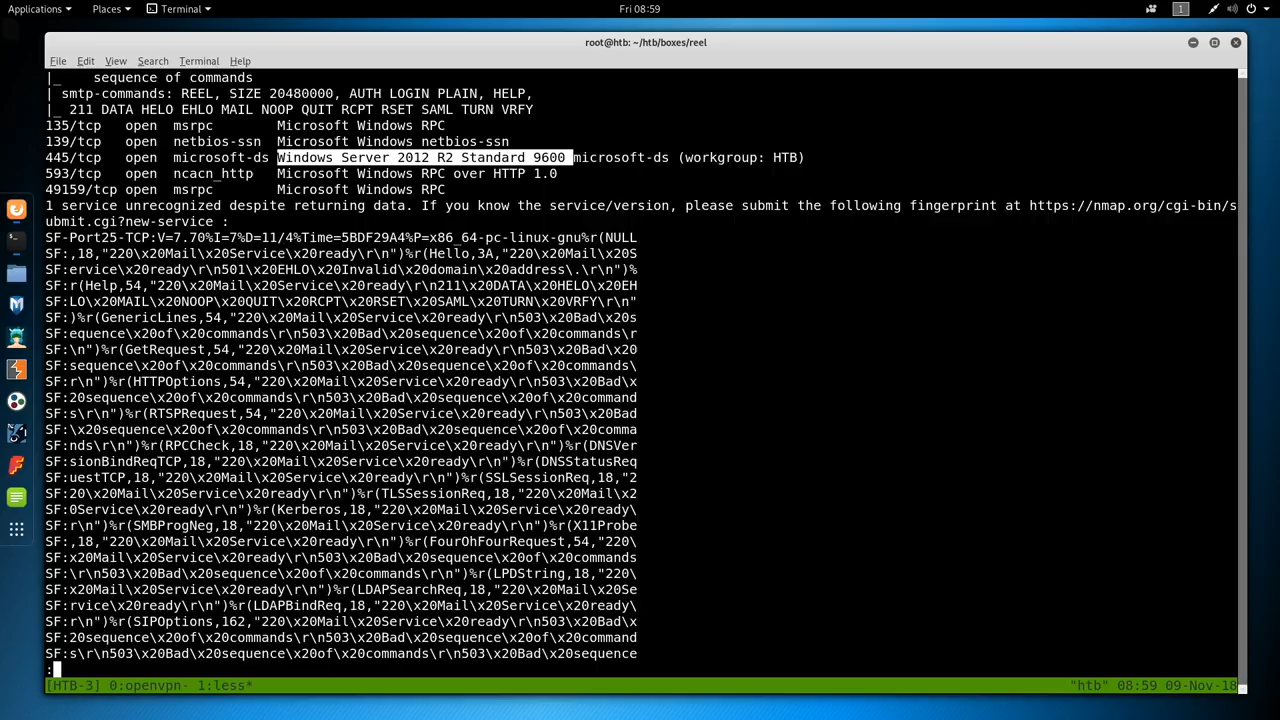 Applications Places Terminal Fri 08:59 1
root@htb: ~/htb/boxes/reel
File Edit View Search Terminal Help
|_    sequence of commands
| smtp-commands: REEL, SIZE 20480000, AUTH LOGIN PLAIN, HELP,
|_ 211 DATA HELO EHLO MAIL NOOP QUIT RCPT RSET SAML TURN VRFY
135/tcp   open  msrpc        Microsoft Windows RPC
139/tcp   open  netbios-ssn  Microsoft Windows netbios-ssn
445/tcp   open  microsoft-ds Windows Server 2012 R2 Standard 9600 microsoft-ds (workgroup: HTB)
593/tcp   open  ncacn_http   Microsoft Windows RPC over HTTP 1.0
49159/tcp open  msrpc        Microsoft Windows RPC
1 service unrecognized despite returning data. If you know the service/version, please submit the following fingerprint at https://nmap.org/cgi-bin/s
ubmit.cgi?new-service :
SF-Port25-TCP:V=7.70%I=7%D=11/4%Time=5BDF29A4%P=x86_64-pc-linux-gnu%r(NULL
SF:,18,"220\x20Mail\x20Service\x20ready\r\n")%r(Hello,3A,"220\x20Mail\x20S
SF:ervice\x20ready\r\n501\x20EHLO\x20Invalid\x20domain\x20address\.\r\n")%
SF:r(Help,54,"220\x20Mail\x20Service\x20ready\r\n211\x20DATA\x20HELO\x20EH
SF:LO\x20MAIL\x20NOOP\x20QUIT\x20RCPT\x20RSET\x20SAML\x20TURN\x20VRFY\r\n"
SF:)%r(GenericLines,54,"220\x20Mail\x20Service\x20ready\r\n503\x20Bad\x20s
SF:equence\x20of\x20commands\r\n503\x20Bad\x20sequence\x20of\x20commands\r
SF:\n")%r(GetRequest,54,"220\x20Mail\x20Service\x20ready\r\n503\x20Bad\x20
SF:sequence\x20of\x20commands\r\n503\x20Bad\x20sequence\x20of\x20commands\
SF:r\n")%r(HTTPOptions,54,"220\x20Mail\x20Service\x20ready\r\n503\x20Bad\x
SF:20sequence\x20of\x20commands\r\n503\x20Bad\x20sequence\x20of\x20command
SF:s\r\n")%r(RTSPRequest,54,"220\x20Mail\x20Service\x20ready\r\n503\x20Bad
SF:\x20sequence\x20of\x20commands\r\n503\x20Bad\x20sequence\x20of\x20comma
SF:nds\r\n")%r(RPCCheck,18,"220\x20Mail\x20Service\x20ready\r\n")%r(DNSVer
SF:sionBindReqTCP,18,"220\x20Mail\x20Service\x20ready\r\n")%r(DNSStatusReq
SF:uestTCP,18,"220\x20Mail\x20Service\x20ready\r\n")%r(SSLSessionReq,18,"2
SF:20\x20Mail\x20Service\x20ready\r\n")%r(TLSSessionReq,18,"220\x20Mail\x2
SF:0Service\x20ready\r\n")%r(Kerberos,18,"220\x20Mail\x20Service\x20ready\
SF:r\n")%r(SMBProgNeg,18,"220\x20Mail\x20Service\x20ready\r\n")%r(X11Probe
SF:,18,"220\x20Mail\x20Service\x20ready\r\n")%r(FourOhFourRequest,54,"220\
SF:x20Mail\x20Service\x20ready\r\n503\x20Bad\x20sequence\x20of\x20commands
SF:\r\n503\x20Bad\x20sequence\x20of\x20commands\r\n")%r(LPDString,18,"220\
SF:x20Mail\x20Service\x20ready\r\n")%r(LDAPSearchReq,18,"220\x20Mail\x20Se
SF:rvice\x20ready\r\n")%r(LDAPBindReq,18,"220\x20Mail\x20Service\x20ready\
SF:r\n")%r(SIPOptions,162,"220\x20Mail\x20Service\x20ready\r\n503\x20Bad\x
SF:20sequence\x20of\x20commands\r\n503\x20Bad\x20sequence\x20of\x20command
SF:s\r\n503\x20Bad\x20sequence\x20of\x20commands\r\n503\x20Bad\x20sequence
:
[HTB-3] 0:openvpn- 1:less* "htb" 08:59 09-Nov-18